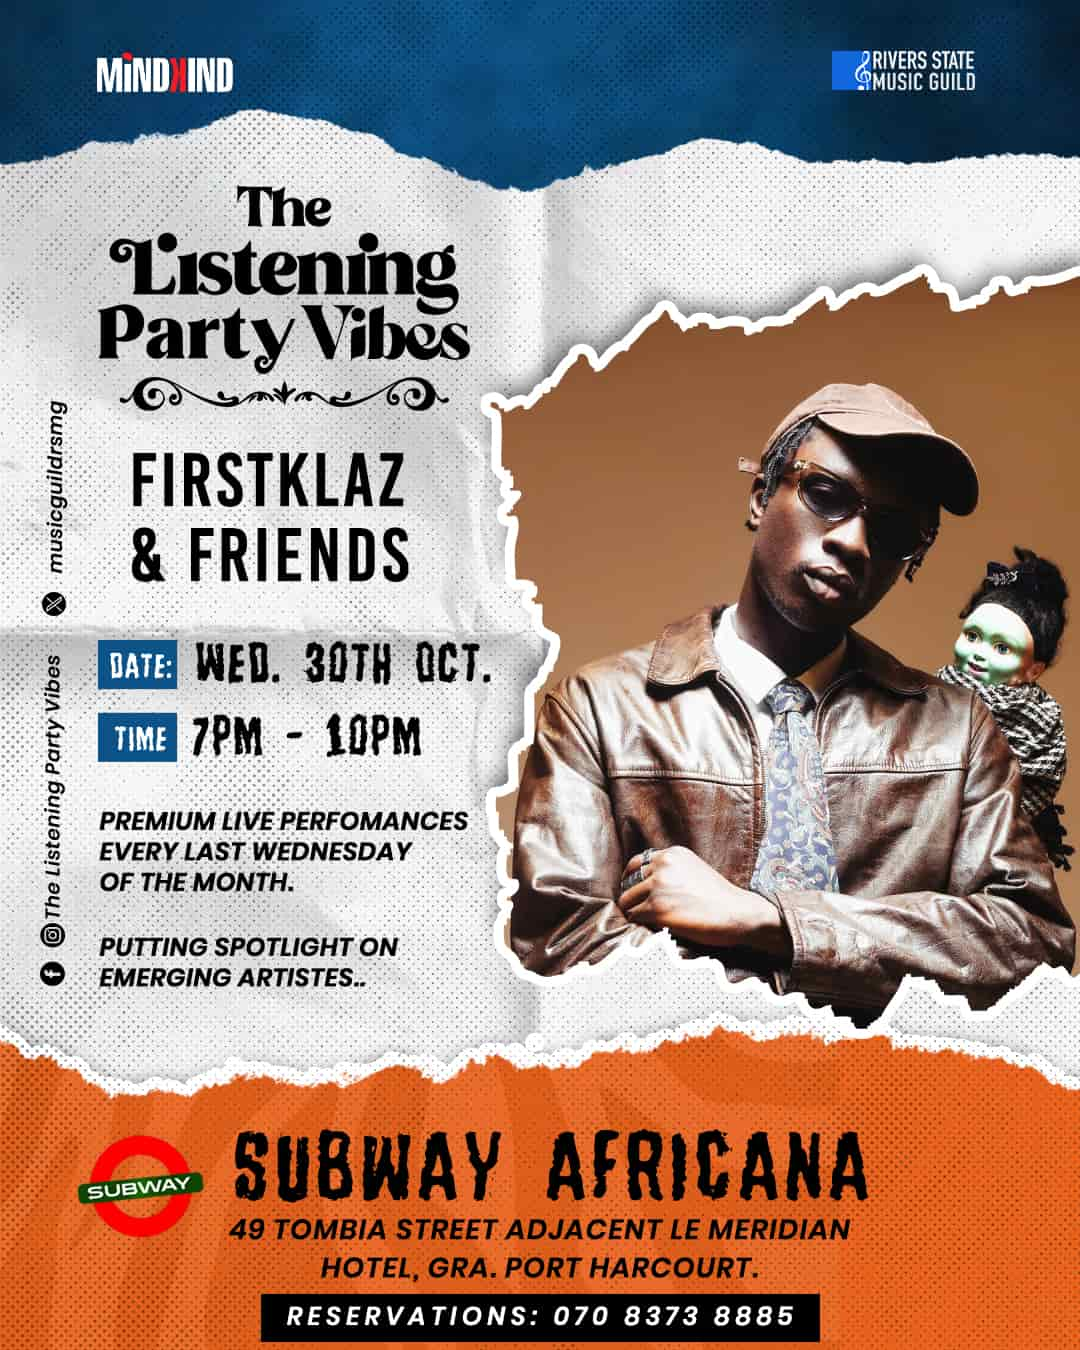 MiNDKIND
RIVERS STATE
MUSIC GUILD
The
Listening
Party Vibes
FIRSTKLAZ
& FRIENDS
DATE: WED. 30TH OCT.
TIME 7PM - 10PM
PREMIUM LIVE PERFOMANCES
EVERY LAST WEDNESDAY
OF THE MONTH.
PUTTING SPOTLIGHT ON
EMERGING ARTISTES..
musicguildrsmg
The Listening Party Vibes
SUBWAY
SUBWAY AFRICANA
49 TOMBIA STREET ADJACENT LE MERIDIAN
HOTEL, GRA. PORT HARCOURT.
RESERVATIONS: 070 8373 8885